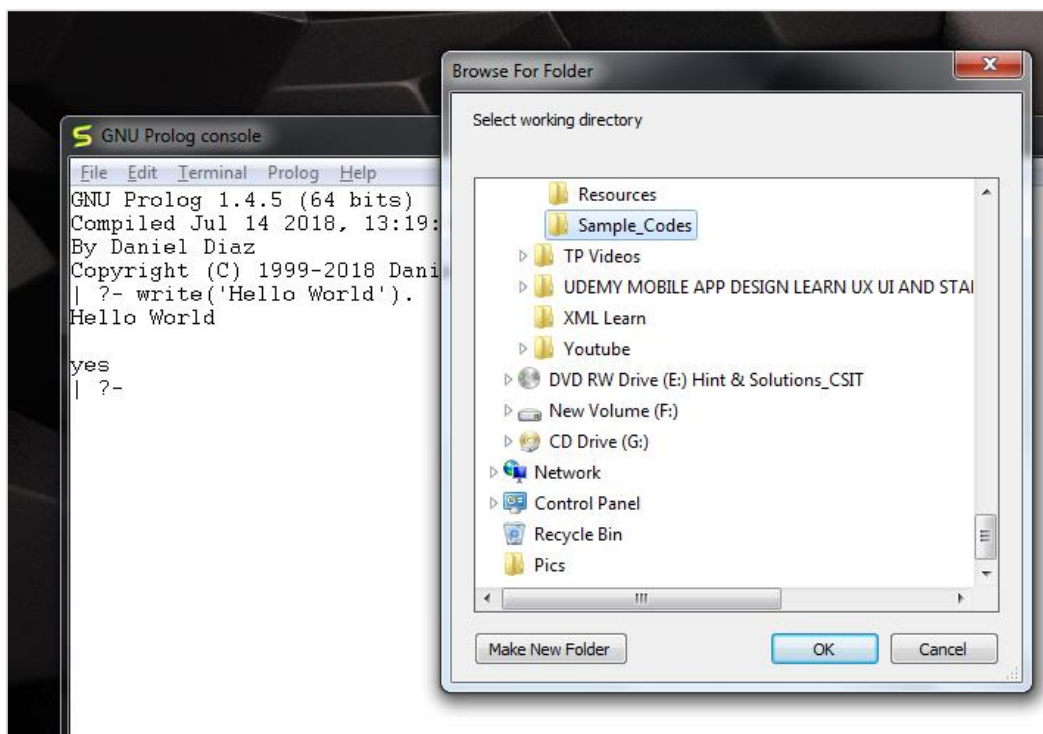 GNU Prolog console
File Edit Terminal Prolog Help
GNU Prolog 1.4.5 (64 bits)
Compiled Jul 14 2018, 13:19:
By Daniel Diaz
Copyright (C) 1999-2018 Dani
| ?- write('Hello World').
Hello World
yes
| ?-
Browse For Folder
Select working directory
Resources
Sample_Codes
TP Videos
UDEMY MOBILE APP DESIGN LEARN UX UI AND STAI
XML Learn
Youtube
DVD RW Drive (E:) Hint & Solutions_CSIT
New Volume (F:)
CD Drive (G:)
Network
Control Panel
Recycle Bin
Pics
Make New Folder
OK
Cancel